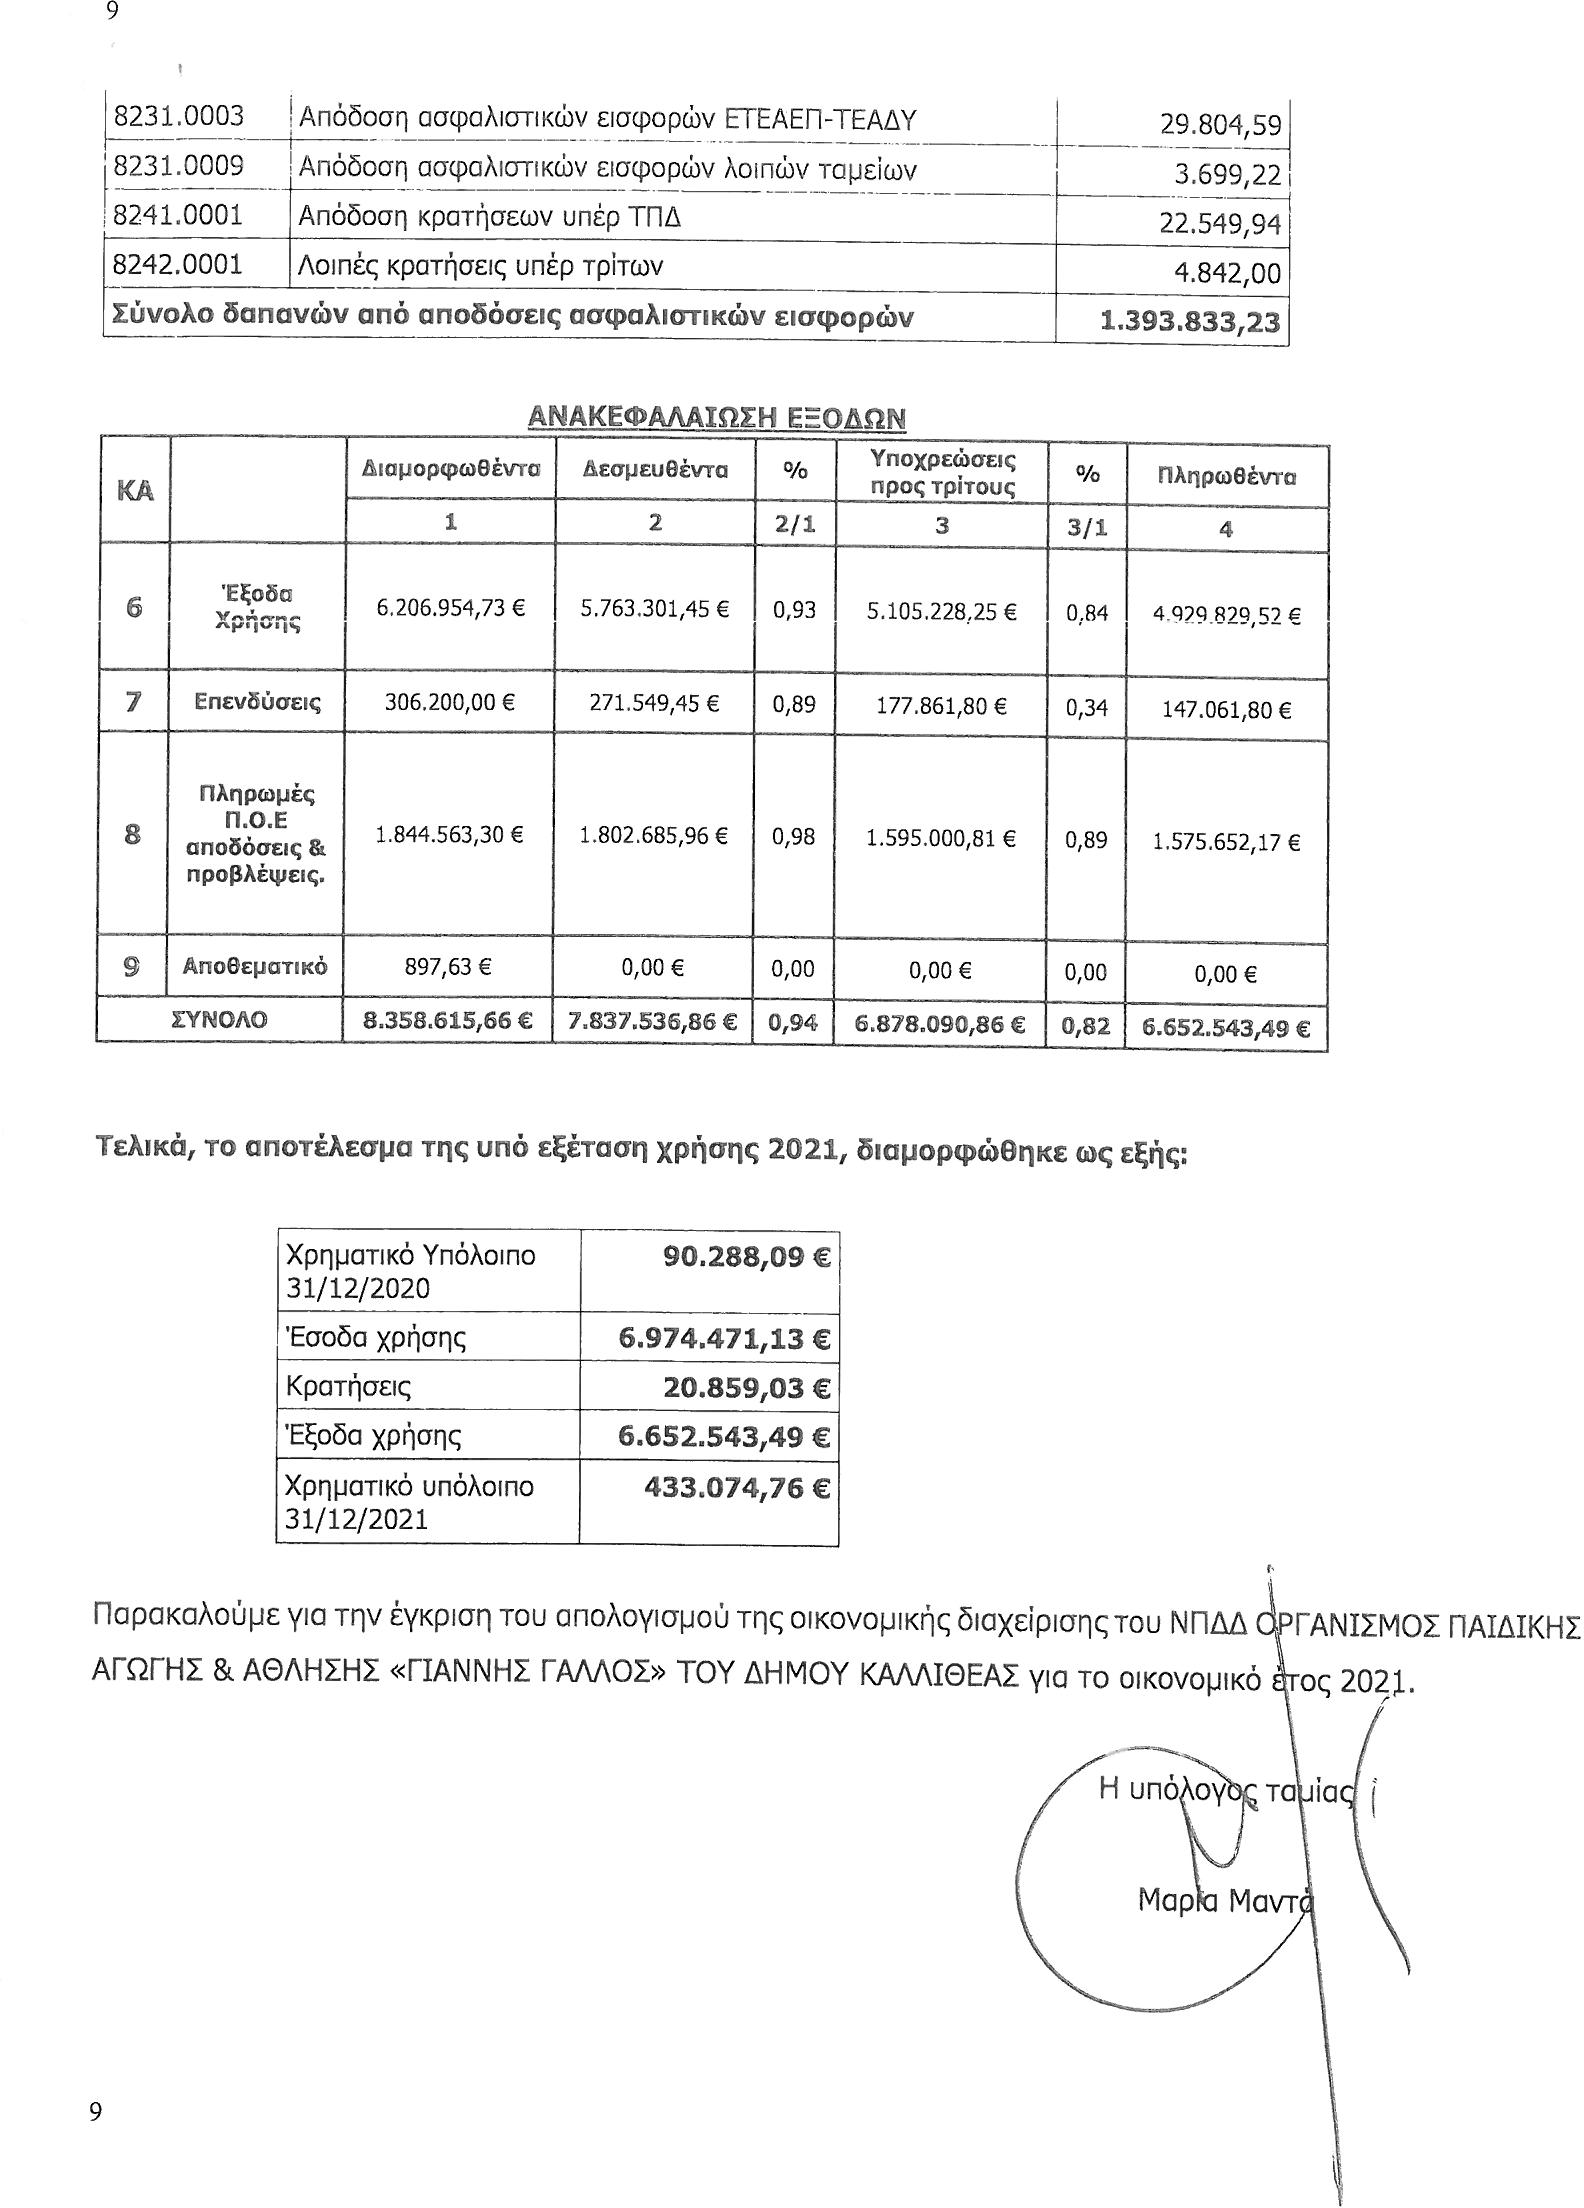 9
8231.0003 Απόδοση ασφαλιστικών εισφορών ΕΤΕΑΕΠ-ΤΕΑΔΥ 29.804,59
8231.0009 Απόδοση ασφαλιστικών εισφορών λοιπών ταμείων 3.699,22
8241.0001 Απόδοση κρατήσεων υπέρ ΤΠΔ 22.549,94
8242.0001 Λοιπές κρατήσεις υπέρ τρίτων 4.842,00
Σύνολο δαπανών από αποδόσεις ασφαλιστικών εισφορών 1.393.833,23
ΑΝΑΚΕΦΑΛΑΙΩΣΗ ΕΞΟΔΩΝ
ΚΑ Διαμορφωθέντα Δεσμευθέντα % Υποχρεώσεις προς τρίτους % Πληρωθέντα
1 2 2/1 3 3/1 4
6 Έξοδα Χρήσης 6.206.954,73 € 5.763.301,45 € 0,93 5.105.228,25 € 0,84 4.929.829,52 €
7 Επενδύσεις 306.200,00 € 271.549,45 € 0,89 177.861,80 € 0,34 147.061,80 €
8 Πληρωμές Π.Ο.Ε αποδόσεις & προβλέψεις. 1.844.563,30 € 1.802.685,96 € 0,98 1.595.000,81 € 0,89 1.575.652,17 €
9 Αποθεματικό 897,63 € 0,00 € 0,00 0,00 € 0,00 0,00 €
ΣΥΝΟΛΟ 8.358.615,66 € 7.837.536,86 € 0,94 6.878.090,86 € 0,82 6.652.543,49 €
Τελικά, το αποτέλεσμα της υπό εξέταση χρήσης 2021, διαμορφώθηκε ως εξής:
Χρηματικό Υπόλοιπο 90.288,09 €
31/12/2020
Έσοδα χρήσης 6.974.471,13 €
Κρατήσεις 20.859,03 €
Έξοδα χρήσης 6.652.543,49 €
Χρηματικό υπόλοιπο 433.074,76 €
31/12/2021
Παρακαλούμε για την έγκριση του απολογισμού της οικονομικής διαχείρισης του ΝΠΔΔ ΟΡΓΑΝΙΣΜΟΣ ΠΑΙΔΙΚΗΣ
ΑΓΩΓΗΣ & ΑΘΛΗΣΗΣ «ΓΙΑΝΝΗΣ ΓΑΛΛΟΣ» ΤΟΥ ΔΗΜΟΥ ΚΑΛΛΙΘΕΑΣ για το οικονομικό έτος 2021.
Η υπόλογος ταμίας
Μαρία Μαντά
9